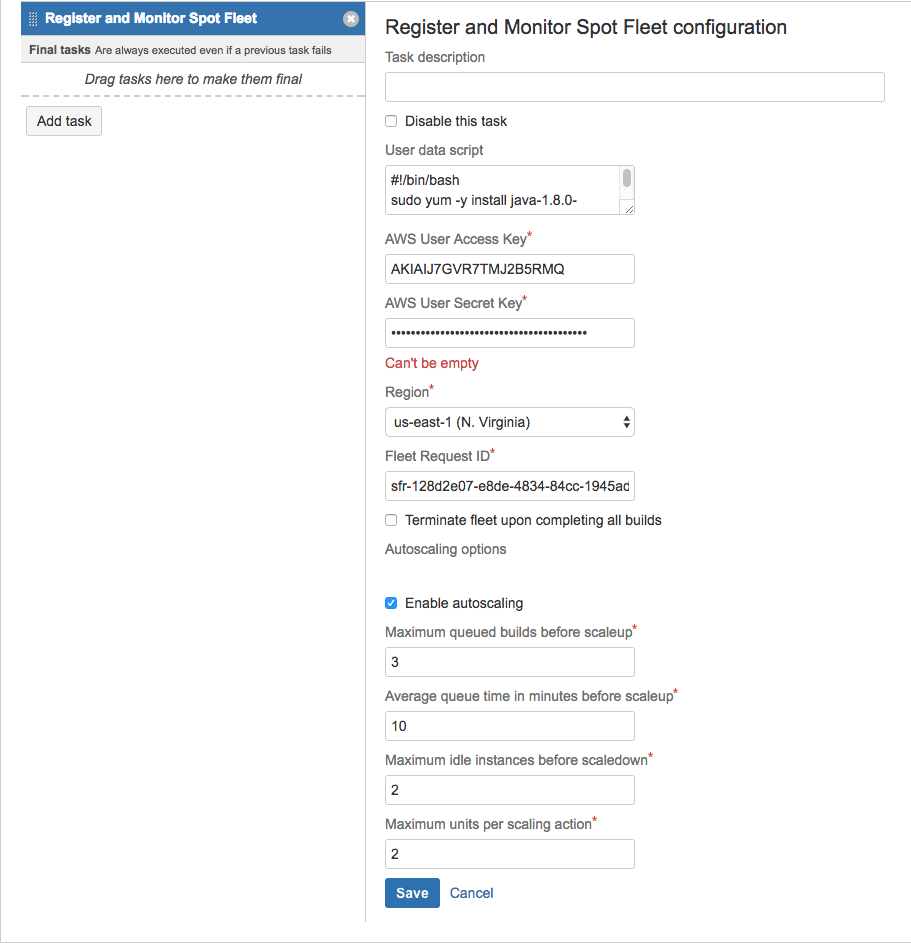 Register and Monitor Spot Fleet
Final tasks Are always executed even if a previous task fails
Drag tasks here to make them final
Add task
Register and Monitor Spot Fleet configuration
Task description
Disable this task
User data script
#!/bin/bash
sudo yum -y install java-1.8.0-
AWS User Access Key*
AKIAIJ7GVR7TMJ2B5RMQ
AWS User Secret Key*
••••••••••••••••••••••••••••••••••••••••
Can't be empty
Region*
us-east-1 (N. Virginia)
Fleet Request ID*
sfr-128d2e07-e8de-4834-84cc-1945ad
Terminate fleet upon completing all builds
Autoscaling options
Enable autoscaling
Maximum queued builds before scaleup*
3
Average queue time in minutes before scaleup*
10
Maximum idle instances before scaledown*
2
Maximum units per scaling action*
2
Save Cancel